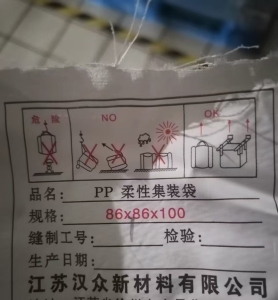 危 险 NO OK
品名: PP 柔性集装袋
规格: 86x86x100
缝制工号: 检验:
生产日期:
江苏汉众新材料有限公司